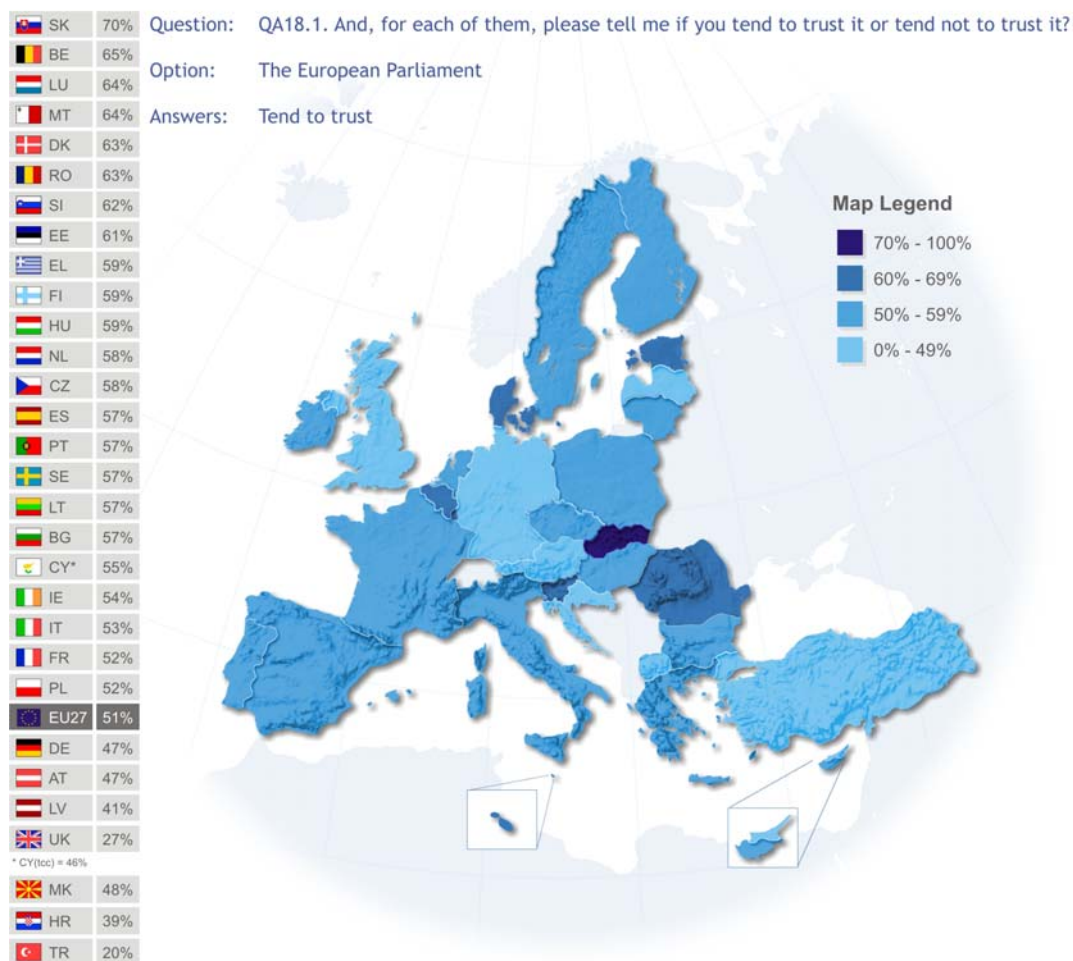 Question: QA18.1. And, for each of them, please tell me if you tend to trust it or tend not to trust it?
Option: The European Parliament
Answers: Tend to trust
SK 70%
BE 65%
LU 64%
MT 64%
DK 63%
RO 63%
SI 62%
EE 61%
EL 59%
FI 59%
HU 59%
NL 58%
CZ 58%
ES 57%
PT 57%
SE 57%
LT 57%
BG 57%
CY* 55%
IE 54%
IT 53%
FR 52%
PL 52%
EU27 51%
DE 47%
AT 47%
LV 41%
UK 27%
* CY(tcc) = 46%
MK 48%
HR 39%
TR 20%
Map Legend
70% - 100%
60% - 69%
50% - 59%
0% - 49%